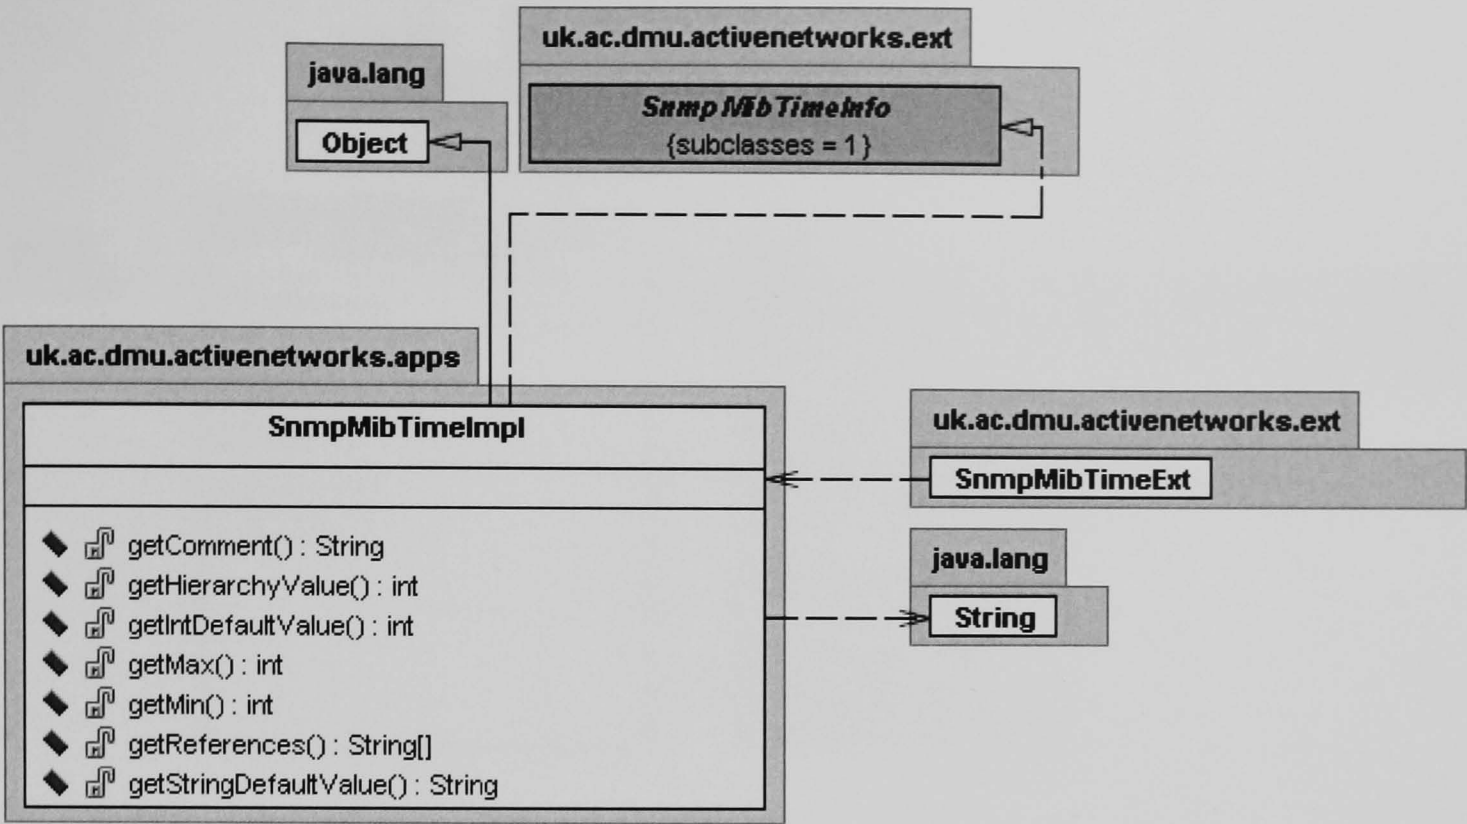 uk.ac.dmu.activenetworks.ext
java.lang
SnmpMibTimeInfo
{subclasses = 1}
Object
uk.ac.dmu.activenetworks.apps
SnmpMibTimeImpl
uk.ac.dmu.activenetworks.ext
SnmpMibTimeExt
getComment() : String
getHierarchyValue() : int
getIntDefaultValue() : int
getMax() : int
getMin() : int
getReferences() : String[]
getStringDefaultValue() : String
java.lang
String